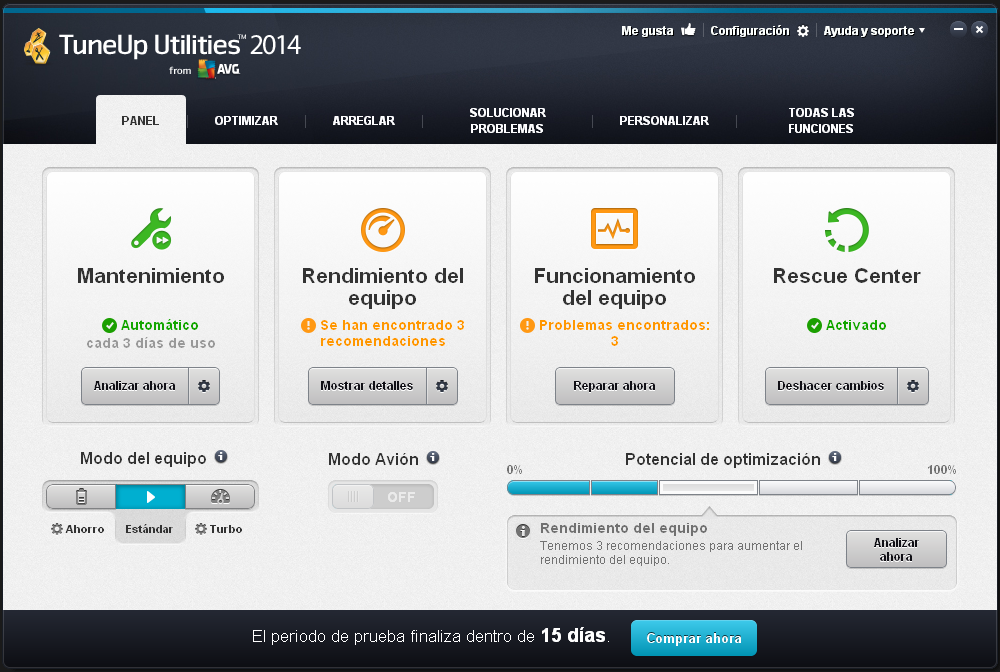 Me gusta
Configuración
Ayuda y soporte
TuneUp Utilities™ 2014
from AVG
PANEL
OPTIMIZAR
ARREGLAR
SOLUCIONAR
PROBLEMAS
PERSONALIZAR
TODAS LAS
FUNCIONES
Mantenimiento
Automático
cada 3 días de uso
Analizar ahora
Rendimiento del
equipo
Se han encontrado 3
recomendaciones
Mostrar detalles
Funcionamiento
del equipo
Problemas encontrados:
3
Reparar ahora
Rescue Center
Activado
Deshacer cambios
Modo del equipo
Ahorro
Estándar
Turbo
Modo Avión
OFF
Potencial de optimización
0%
100%
Rendimiento del equipo
Tenemos 3 recomendaciones para aumentar el
rendimiento del equipo.
Analizar
ahora
El periodo de prueba finaliza dentro de 15 días.
Comprar ahora